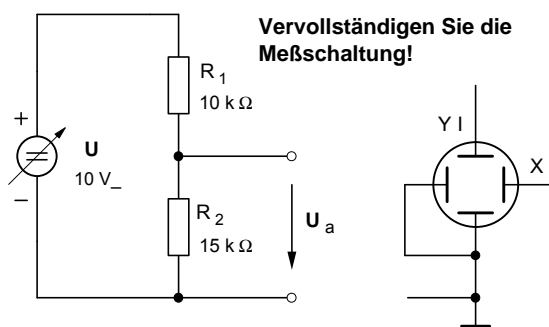 Vervollständigen Sie die
Meßschaltung!
R 1
10 k Ω
+
U
10 V_
–
R 2
15 k Ω
U a
Y I
X